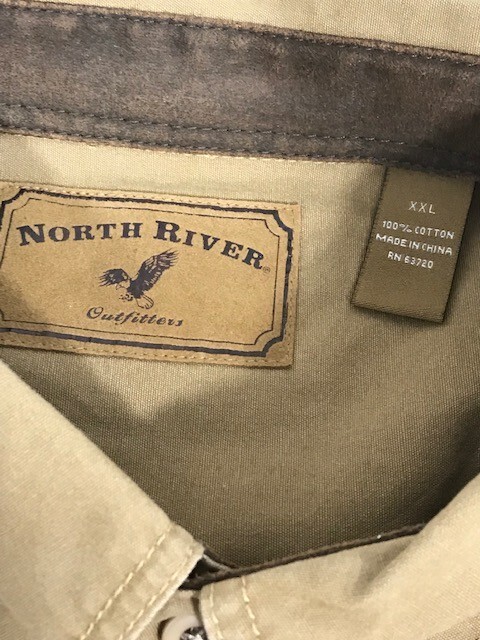 NORTH RIVER®
Outfitters
XXL
100% COTTON
MADE IN CHINA
RN 63720